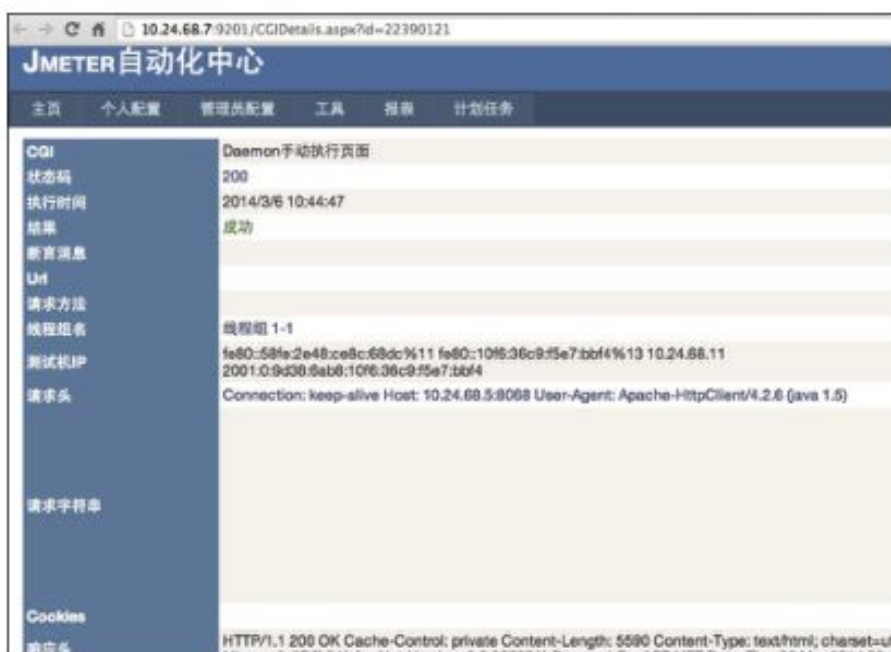 10.24.68.7:9201/CGIDetails.aspx?id=22390121
JMETER自动化中心
主页 个人配置 管理员配置 工具 报表 计划任务
CGI Daemon手动执行页面
状态码 200
执行时间 2014/3/6 10:44:47
结果 成功
断言消息
Url
请求方法
线程组名 线程组 1-1
测试机IP fe80::58fe:2e48:ce8c:68dc%11 fe80::10f6:36c9:f5e7:bbf4%13 10.24.68.11
2001:0:9d38:6ab8:10f6:36c9:f5e7:bbf4
请求头 Connection: keep-alive Host: 10.24.68.5:8068 User-Agent: Apache-HttpClient/4.2.6 (java 1.5)
请求字符串
Cookies
响应头 HTTP/1.1 200 OK Cache-Control: private Content-Length: 5590 Content-Type: text/html; charset=u